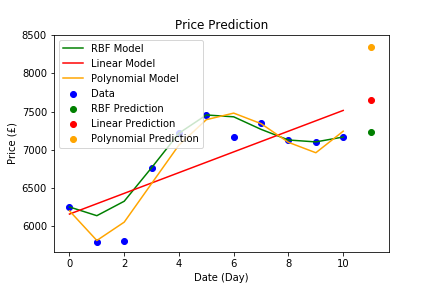 Price Prediction
Price (£)
8500
8000
7500
7000
6500
6000
RBF Model
Linear Model
Polynomial Model
Data
RBF Prediction
Linear Prediction
Polynomial Prediction
0 2 4 6 8 10
Date (Day)